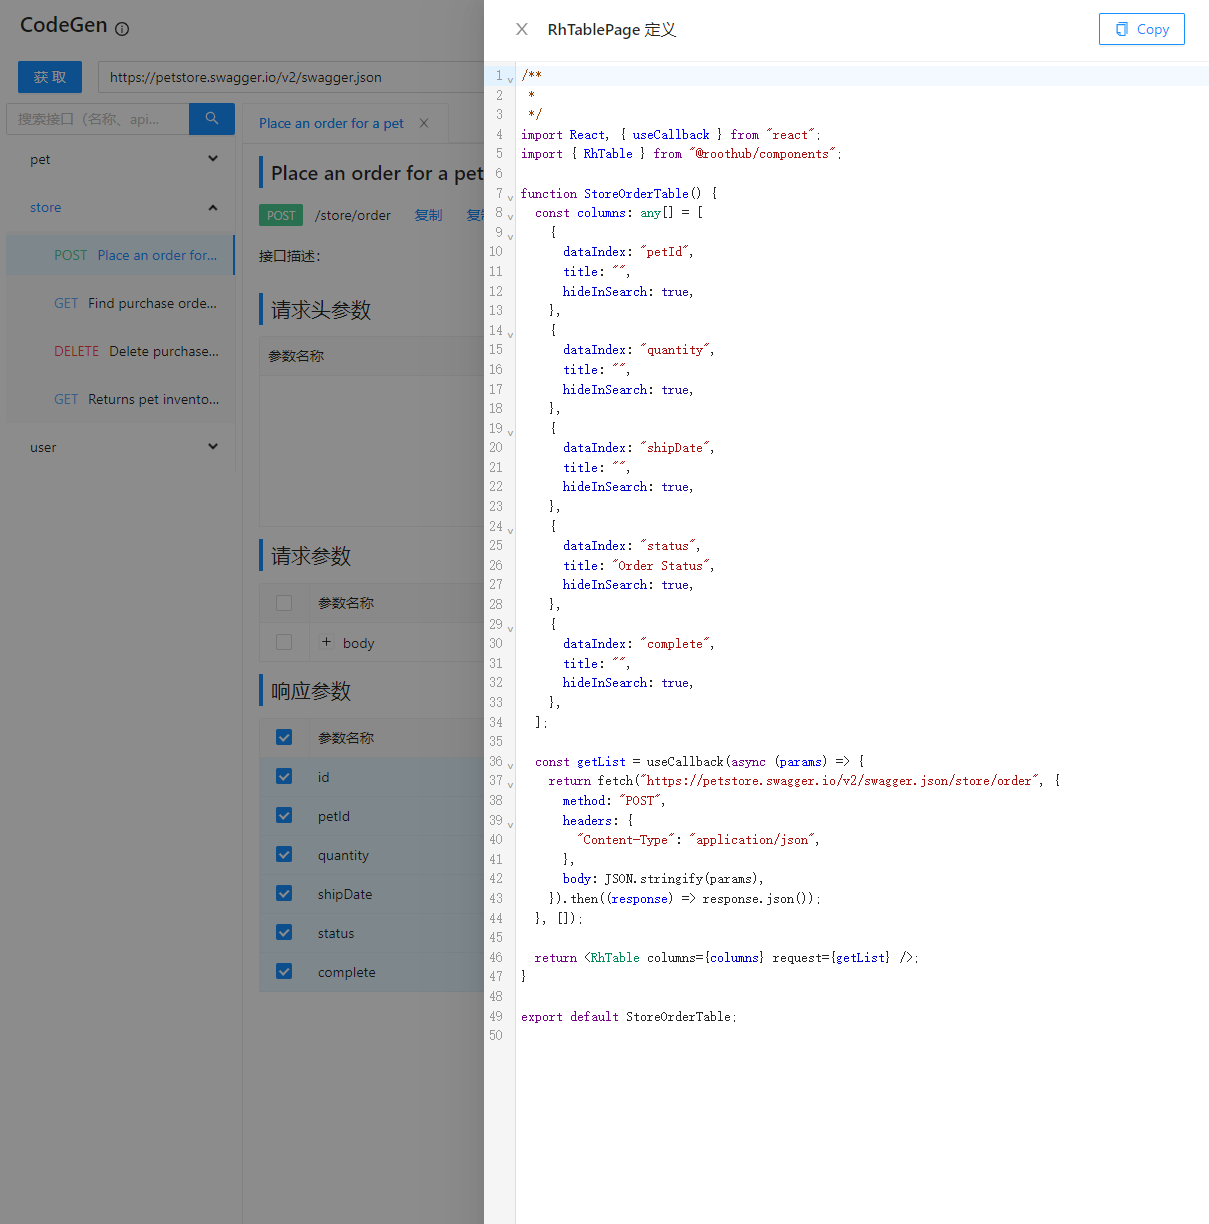 CodeGen
获 取
https://petstore.swagger.io/v2/swagger.json
搜索接口（名称、api...
pet
store
POST Place an order for...
GET Find purchase orde...
DELETE Delete purchase...
GET Returns pet invento...
user
Place an order for a pet
Place an order for a pet
POST /store/order 复制
接口描述：
请求头参数
参数名称
请求参数
参数名称
body
响应参数
参数名称
id
petId
quantity
shipDate
status
complete
RhTablePage 定义
Copy
1 /**
2  *
3  */
4 import React, { useCallback } from "react";
5 import { RhTable } from "@roothub/components";
6
7 function StoreOrderTable() {
8   const columns: any[] = [
9     {
10       dataIndex: "petId",
11       title: "",
12       hideInSearch: true,
13     },
14     {
15       dataIndex: "quantity",
16       title: "",
17       hideInSearch: true,
18     },
19     {
20       dataIndex: "shipDate",
21       title: "",
22       hideInSearch: true,
23     },
24     {
25       dataIndex: "status",
26       title: "Order Status",
27       hideInSearch: true,
28     },
29     {
30       dataIndex: "complete",
31       title: "",
32       hideInSearch: true,
33     },
34   ];
35
36   const getList = useCallback(async (params) => {
37     return fetch("https://petstore.swagger.io/v2/swagger.json/store/order", {
38       method: "POST",
39       headers: {
40         "Content-Type": "application/json",
41       },
42       body: JSON.stringify(params),
43     }).then((response) => response.json());
44   }, []);
45
46   return <RhTable columns={columns} request={getList} />;
47 }
48
49 export default StoreOrderTable;
50